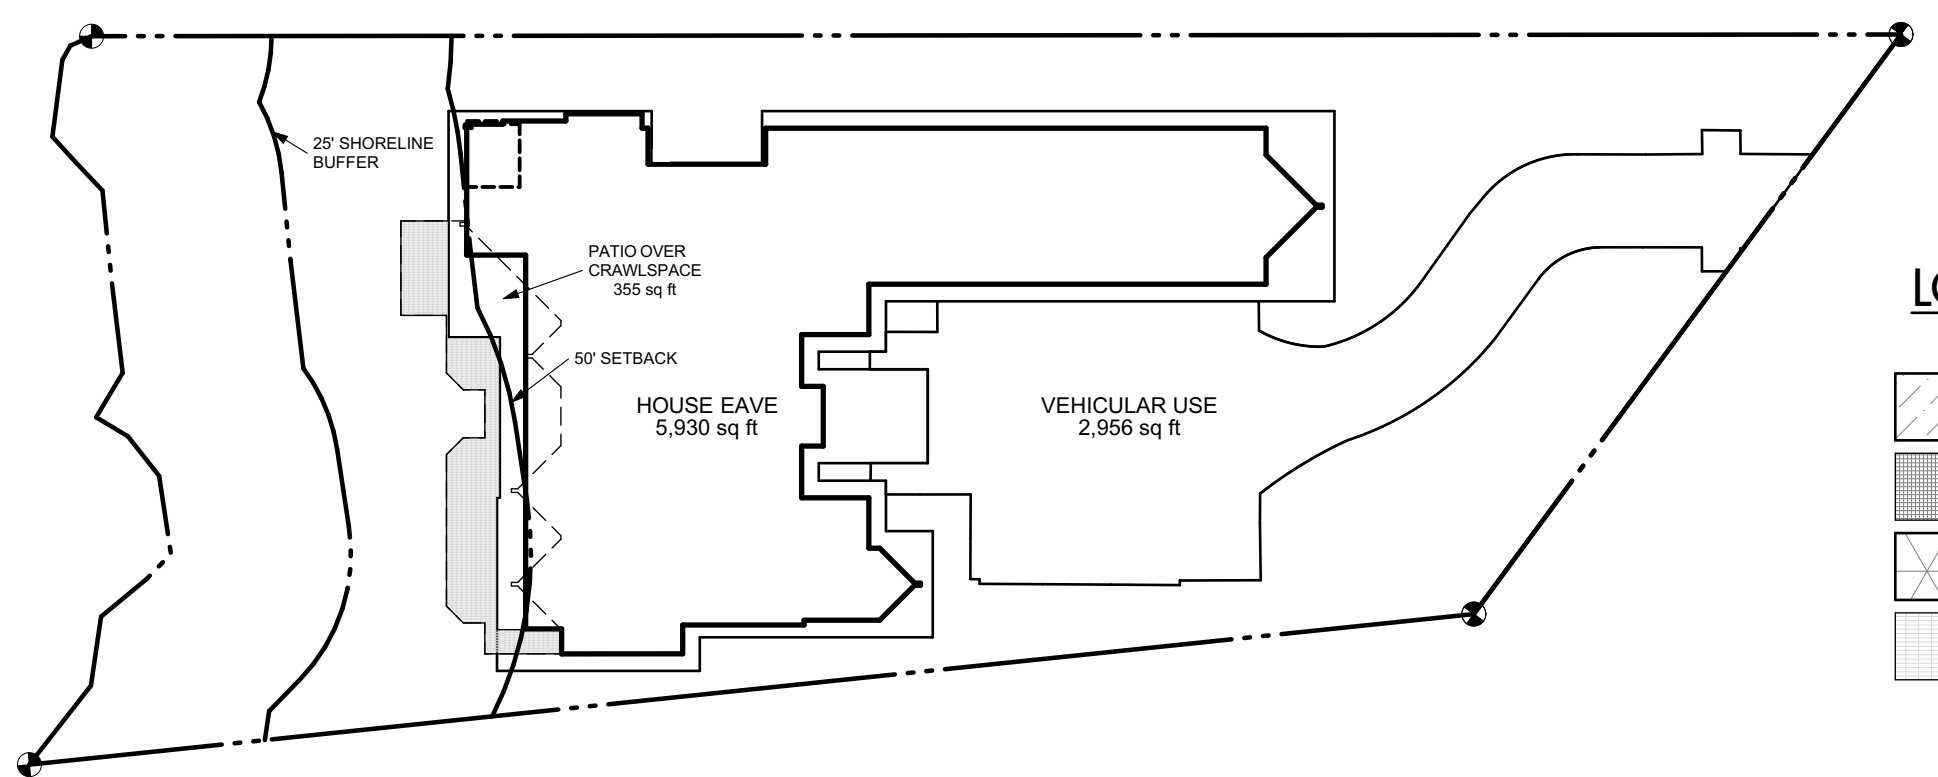 25' SHORELINE
BUFFER
PATIO OVER
CRAWLSPACE
355 sq ft
50' SETBACK
HOUSE EAVE
5,930 sq ft
VEHICULAR USE
2,956 sq ft